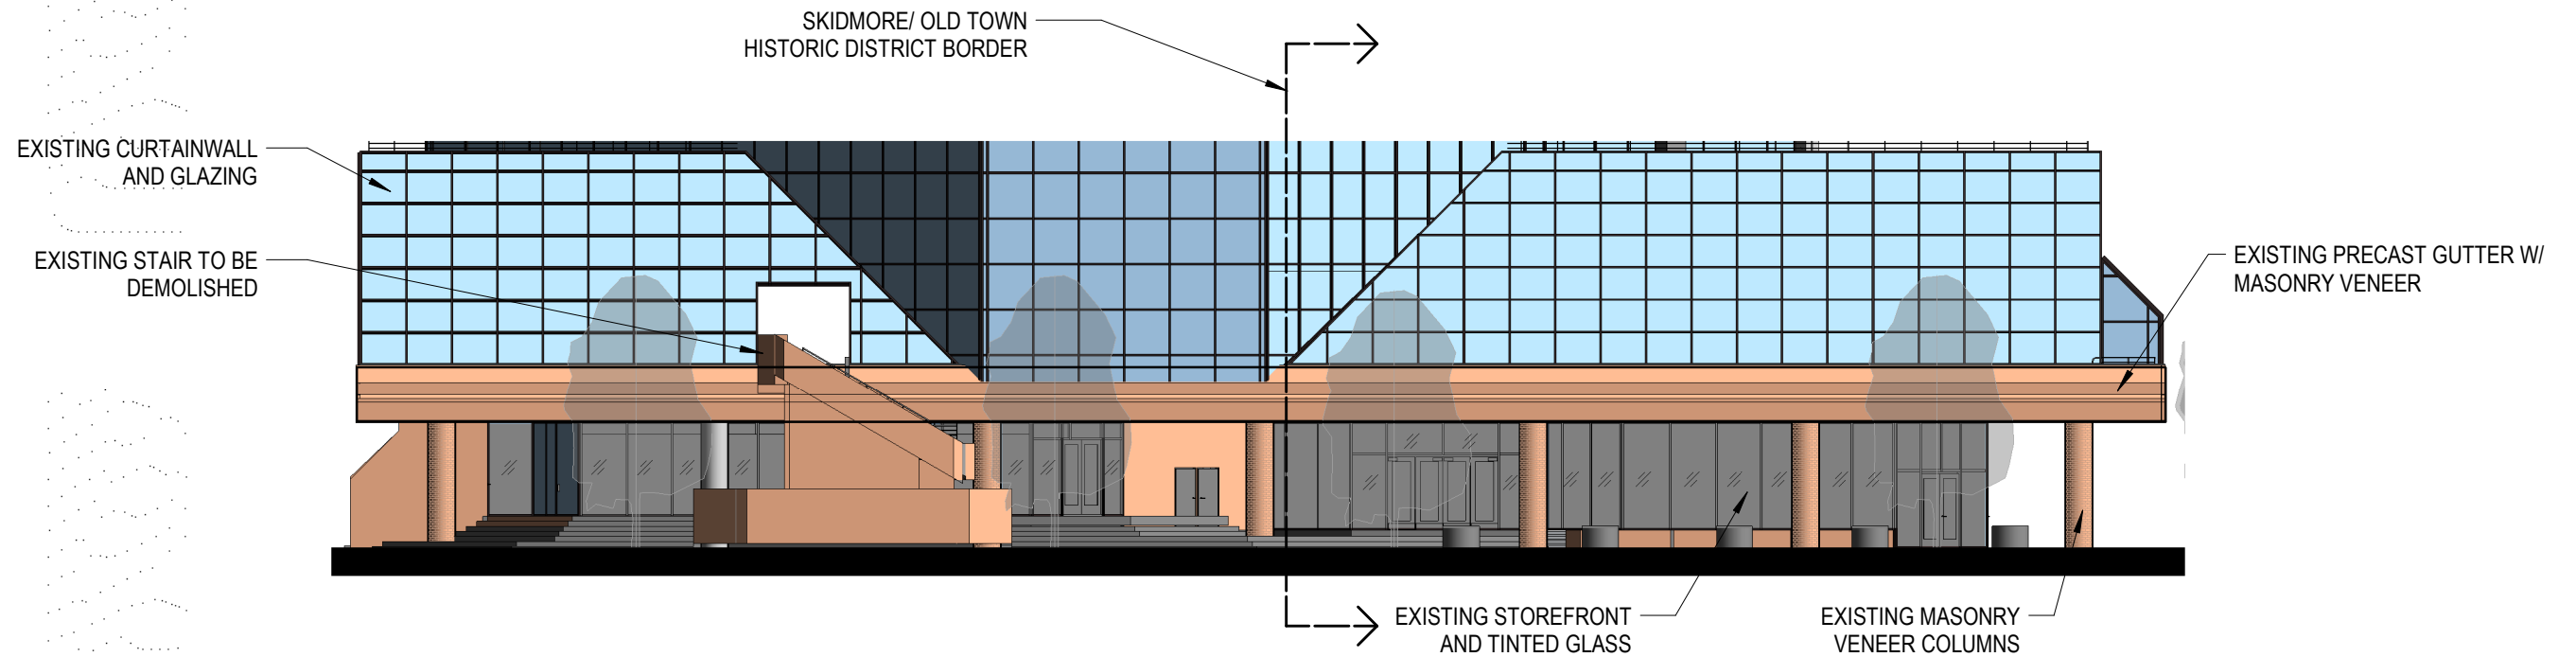 SKIDMORE/ OLD TOWN
HISTORIC DISTRICT BORDER
EXISTING CURTAINWALL
AND GLAZING
EXISTING STAIR TO BE
DEMOLISHED
EXISTING PRECAST GUTTER W/
MASONRY VENEER
EXISTING STOREFRONT
AND TINTED GLASS
EXISTING MASONRY
VENEER COLUMNS